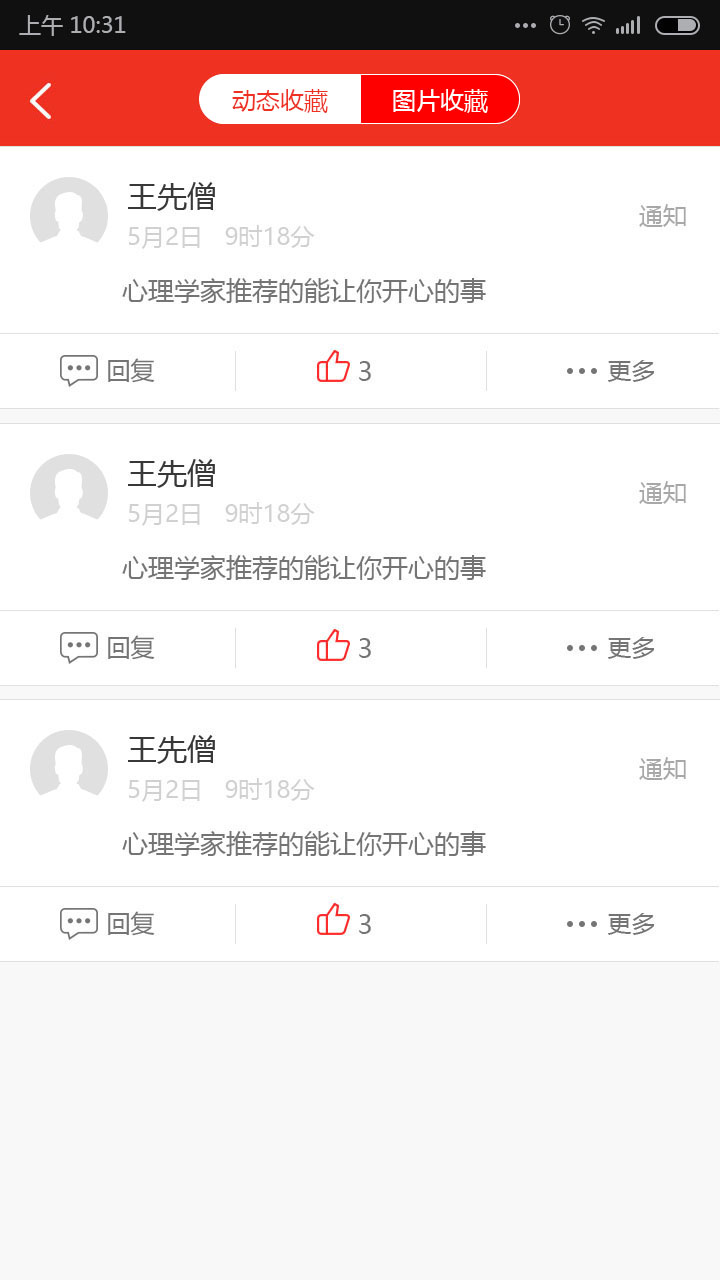 上午 10:31
动态收藏 图片收藏
王先僧
5月2日 9时18分
通知
心理学家推荐的能让你开心的事
回复 3 更多
王先僧
5月2日 9时18分
通知
心理学家推荐的能让你开心的事
回复 3 更多
王先僧
5月2日 9时18分
通知
心理学家推荐的能让你开心的事
回复 3 更多